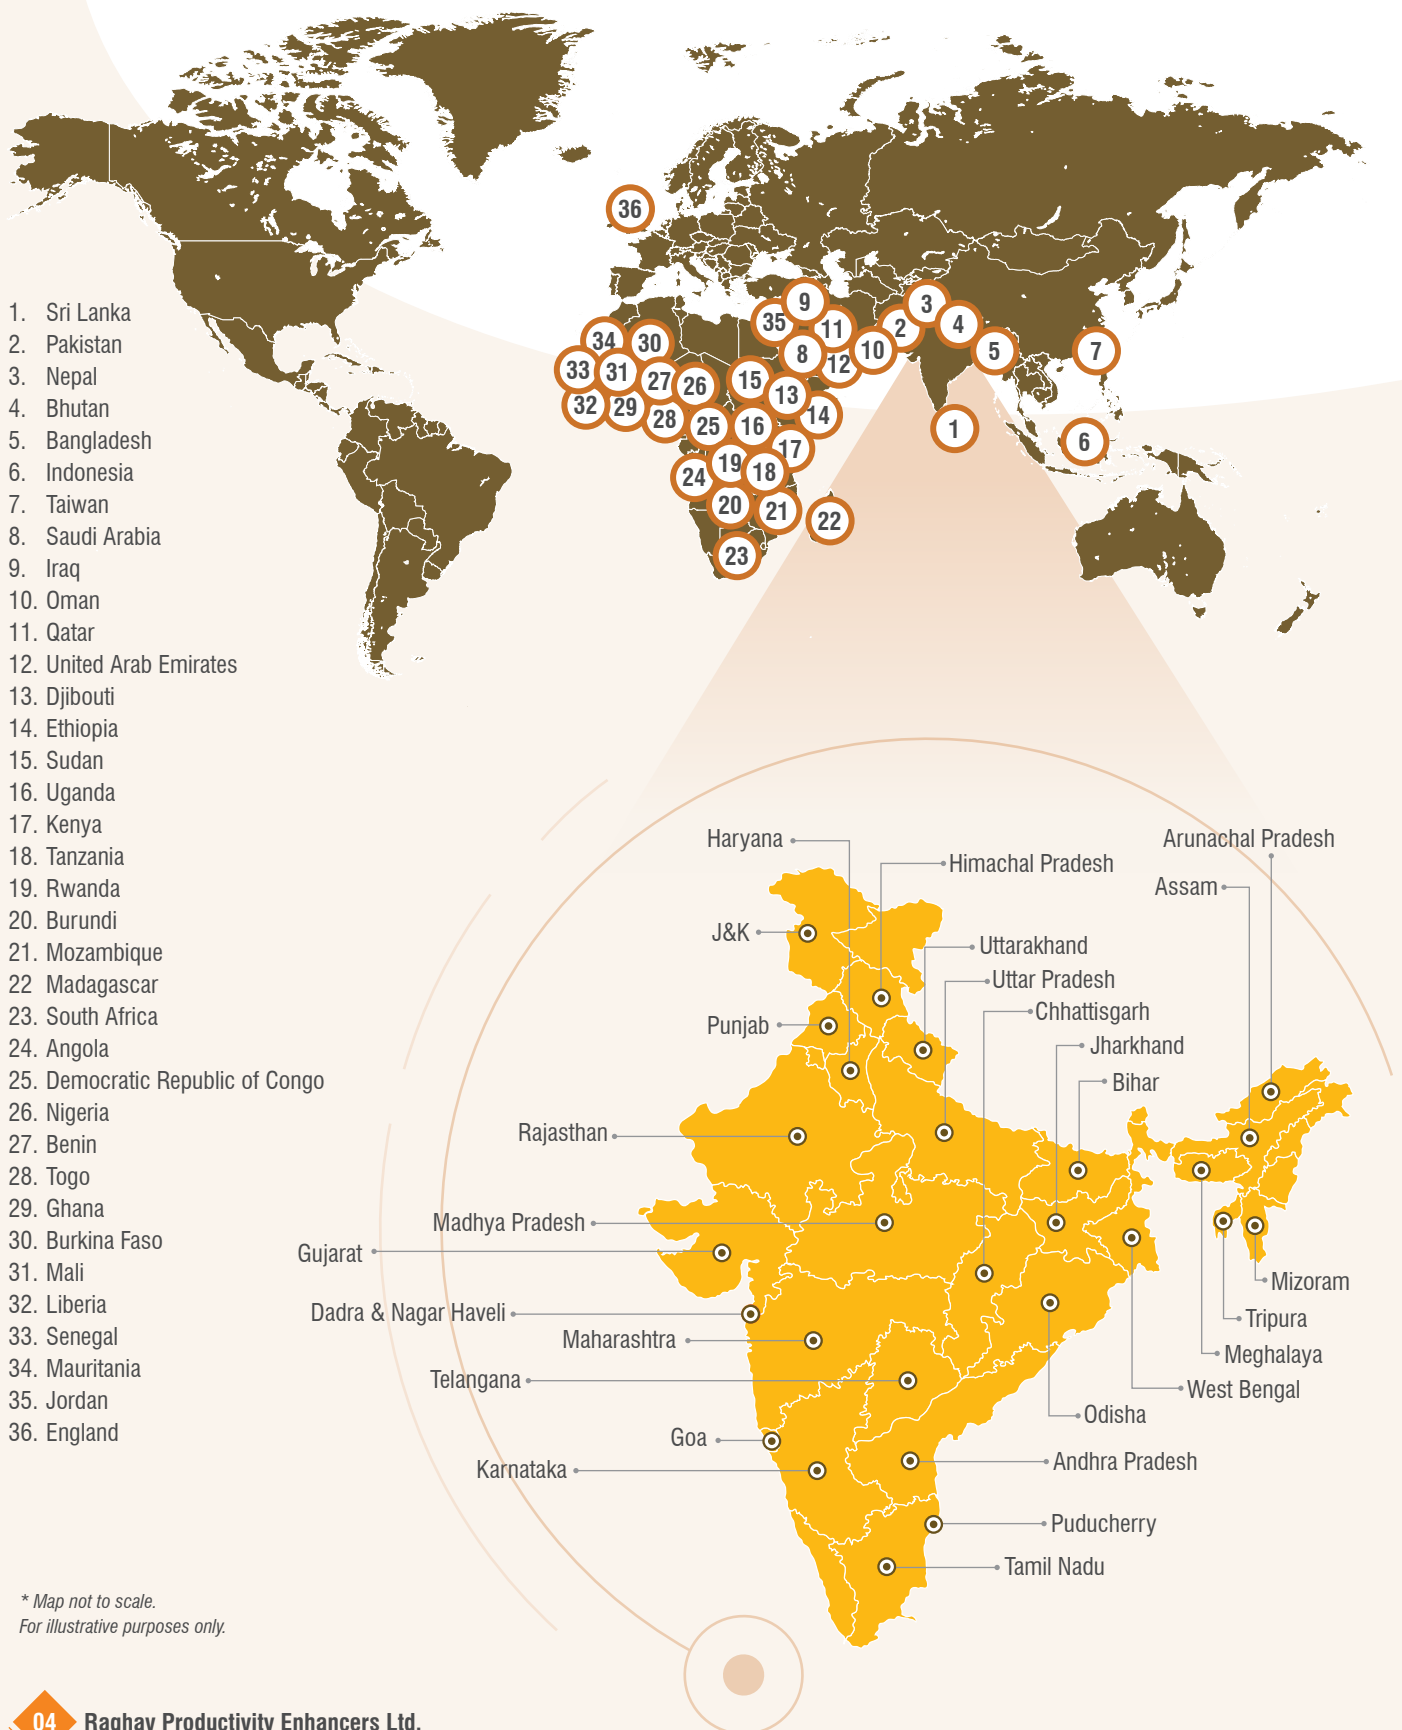 36
9
3
35
11
2
4
34
30
8
12
10
5
7
33
31
27
26
15
13
32
29
28
25
16
14
1
6
17
24
19
18
20
21
22
23
1. Sri Lanka
2. Pakistan
3. Nepal
4. Bhutan
5. Bangladesh
6. Indonesia
7. Taiwan
8. Saudi Arabia
9. Iraq
10. Oman
11. Qatar
12. United Arab Emirates
13. Djibouti
14. Ethiopia
15. Sudan
16. Uganda
17. Kenya
18. Tanzania
19. Rwanda
20. Burundi
21. Mozambique
22 Madagascar
23. South Africa
24. Angola
25. Democratic Republic of Congo
26. Nigeria
27. Benin
28. Togo
29. Ghana
30. Burkina Faso
31. Mali
32. Liberia
33. Senegal
34. Mauritania
35. Jordan
36. England
Haryana
Arunachal Pradesh
Himachal Pradesh
Assam
J&K
Uttarakhand
Uttar Pradesh
Chhattisgarh
Punjab
Jharkhand
Bihar
Rajasthan
Madhya Pradesh
Gujarat
Mizoram
Dadra & Nagar Haveli
Tripura
Maharashtra
Meghalaya
Telangana
West Bengal
Odisha
Goa
Andhra Pradesh
Karnataka
Puducherry
Tamil Nadu
* Map not to scale.
For illustrative purposes only.
04 Raghav Productivity Enhancers Ltd.